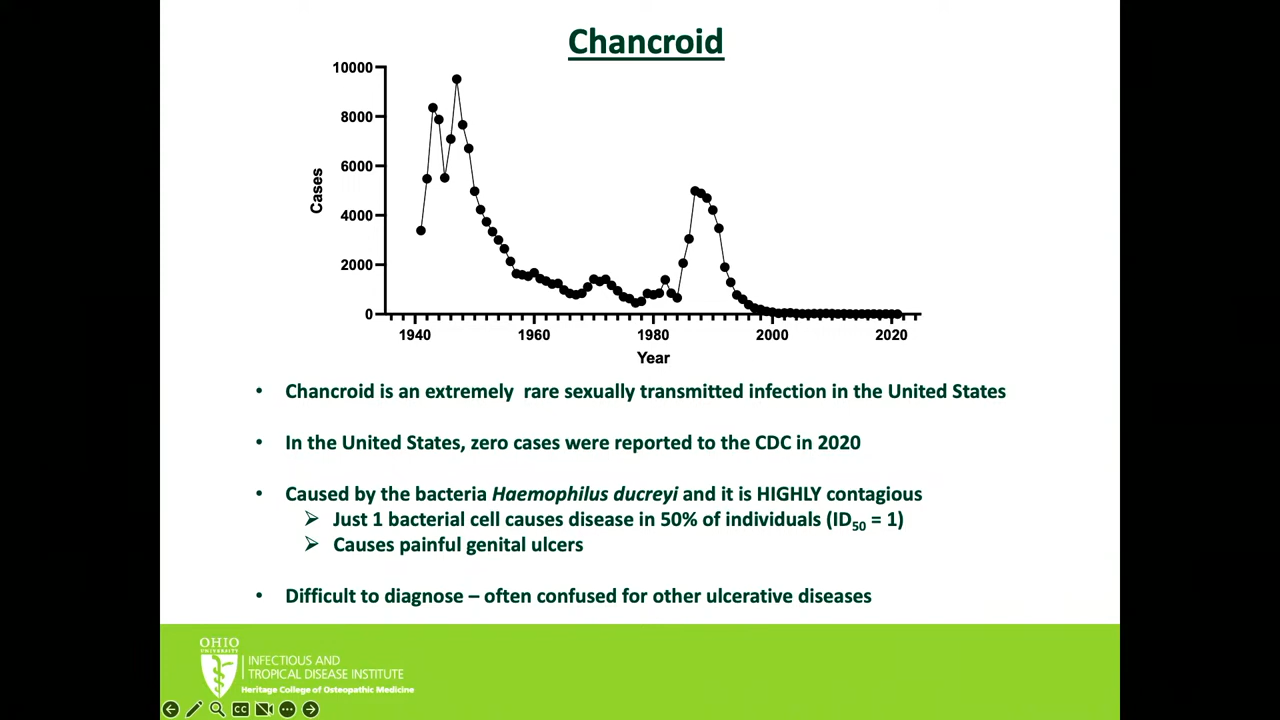 Chancroid
10000
8000
6000
4000
2000
0
Cases
1940 1960 1980 2000 2020
Year
• Chancroid is an extremely  rare sexually transmitted infection in the United States
• In the United States, zero cases were reported to the CDC in 2020
• Caused by the bacteria Haemophilus ducreyi and it is HIGHLY contagious
➢ Just 1 bacterial cell causes disease in 50% of individuals (ID50 = 1)
➢ Causes painful genital ulcers
• Difficult to diagnose – often confused for other ulcerative diseases
OHIO
UNIVERSITY
INFECTIOUS AND
TROPICAL DISEASE INSTITUTE
Heritage College of Osteopathic Medicine
CC